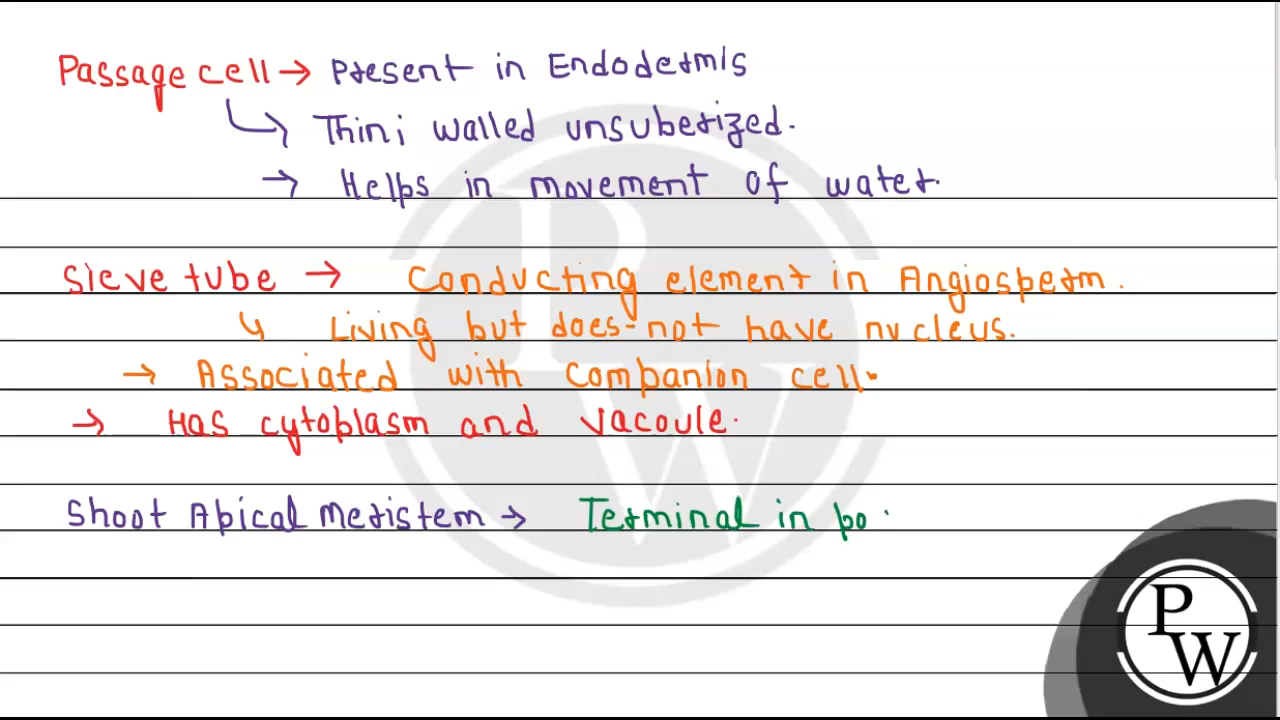 Passage cell → Present in Endodermis
↳ Thin; walled unsuberized.
→ Helps in movement of water.
Sieve tube → Conducting element in Angiosperm.
↳ Living but does-not have nucleus.
→ Associated with Companion cell.
→ Has cytoplasm and vacoule.
Shoot Apical Meristem → Terminal in po.
P
W
PW